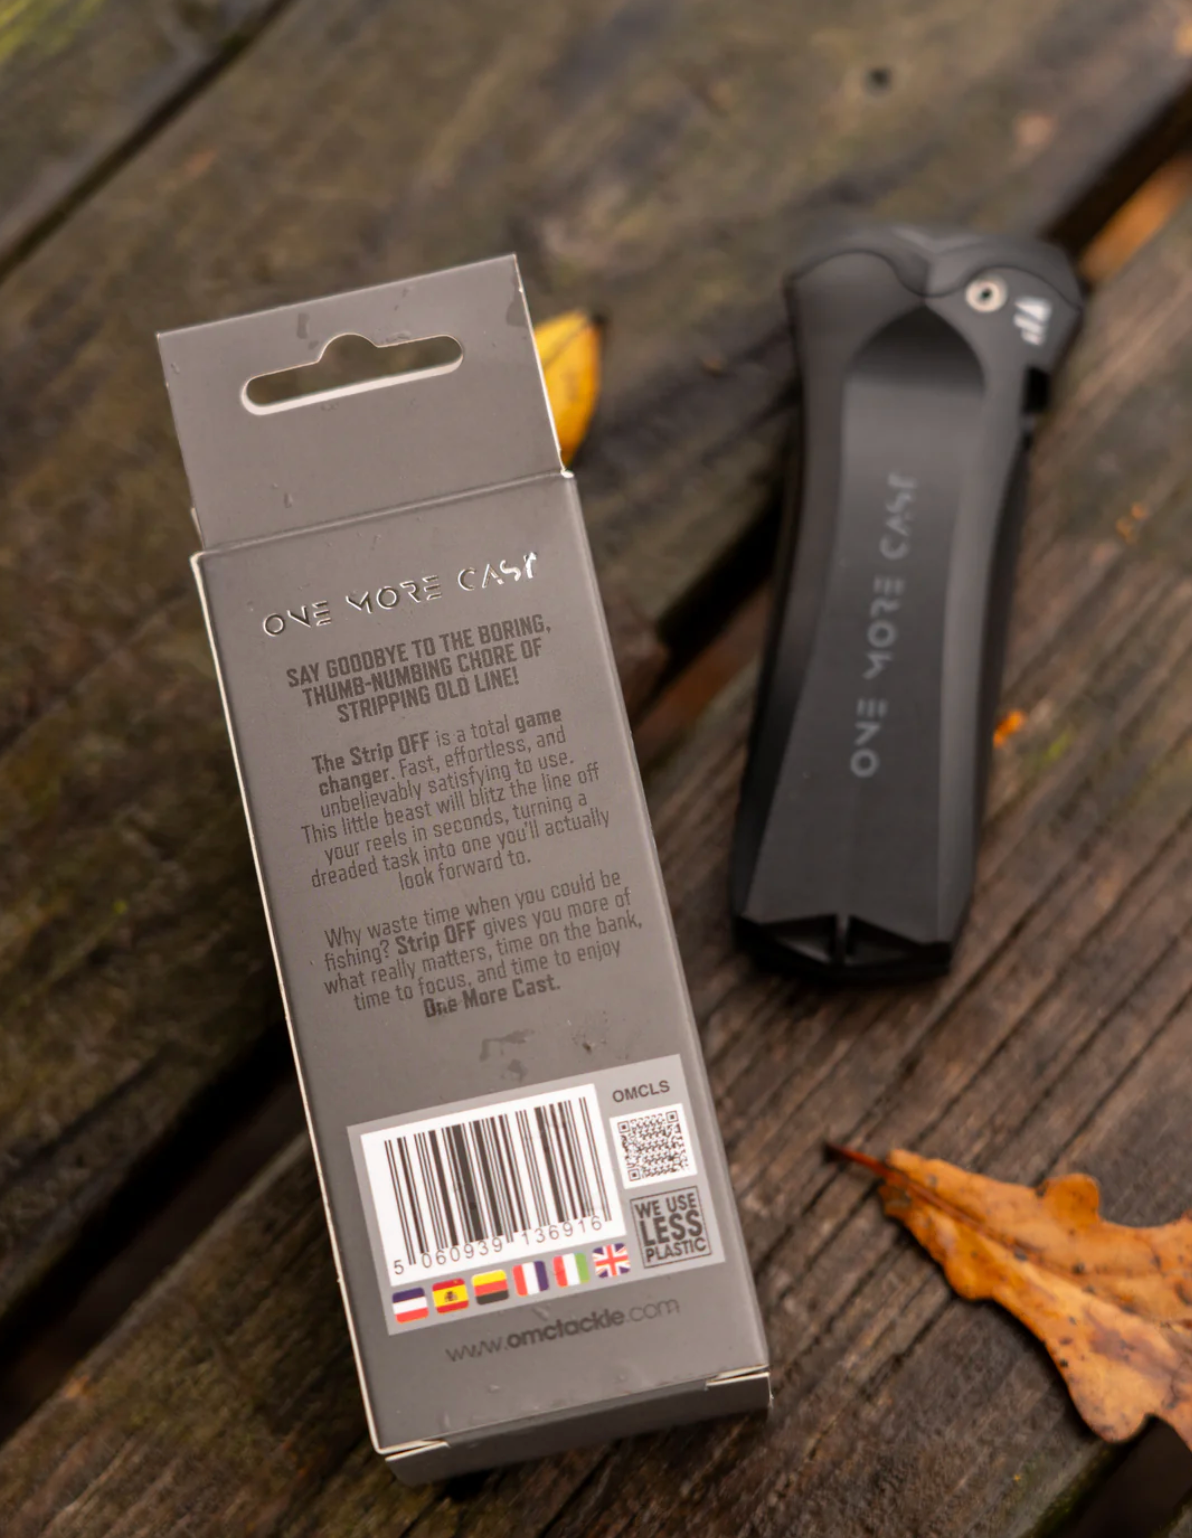 ONE MORE CAST
SAY GOODBYE TO THE BORING,
THUMB-NUMBING CHORE OF
STRIPPING OLD LINE!
The Strip OFF is a total game
changer. Fast, effortless, and
unbelievably satisfying to use.
This little beast will blitz the line off
your reels in seconds, turning a
dreaded task into one you'll actually
look forward to.
Why waste time when you could be
fishing? Strip OFF gives you more of
what really matters, time on the bank,
time to focus, and time to enjoy
One More Cast.
OMCLS
5 060939 136916
WE USE
LESS
PLASTIC
www.omctackle.com
ONE MORE CAST